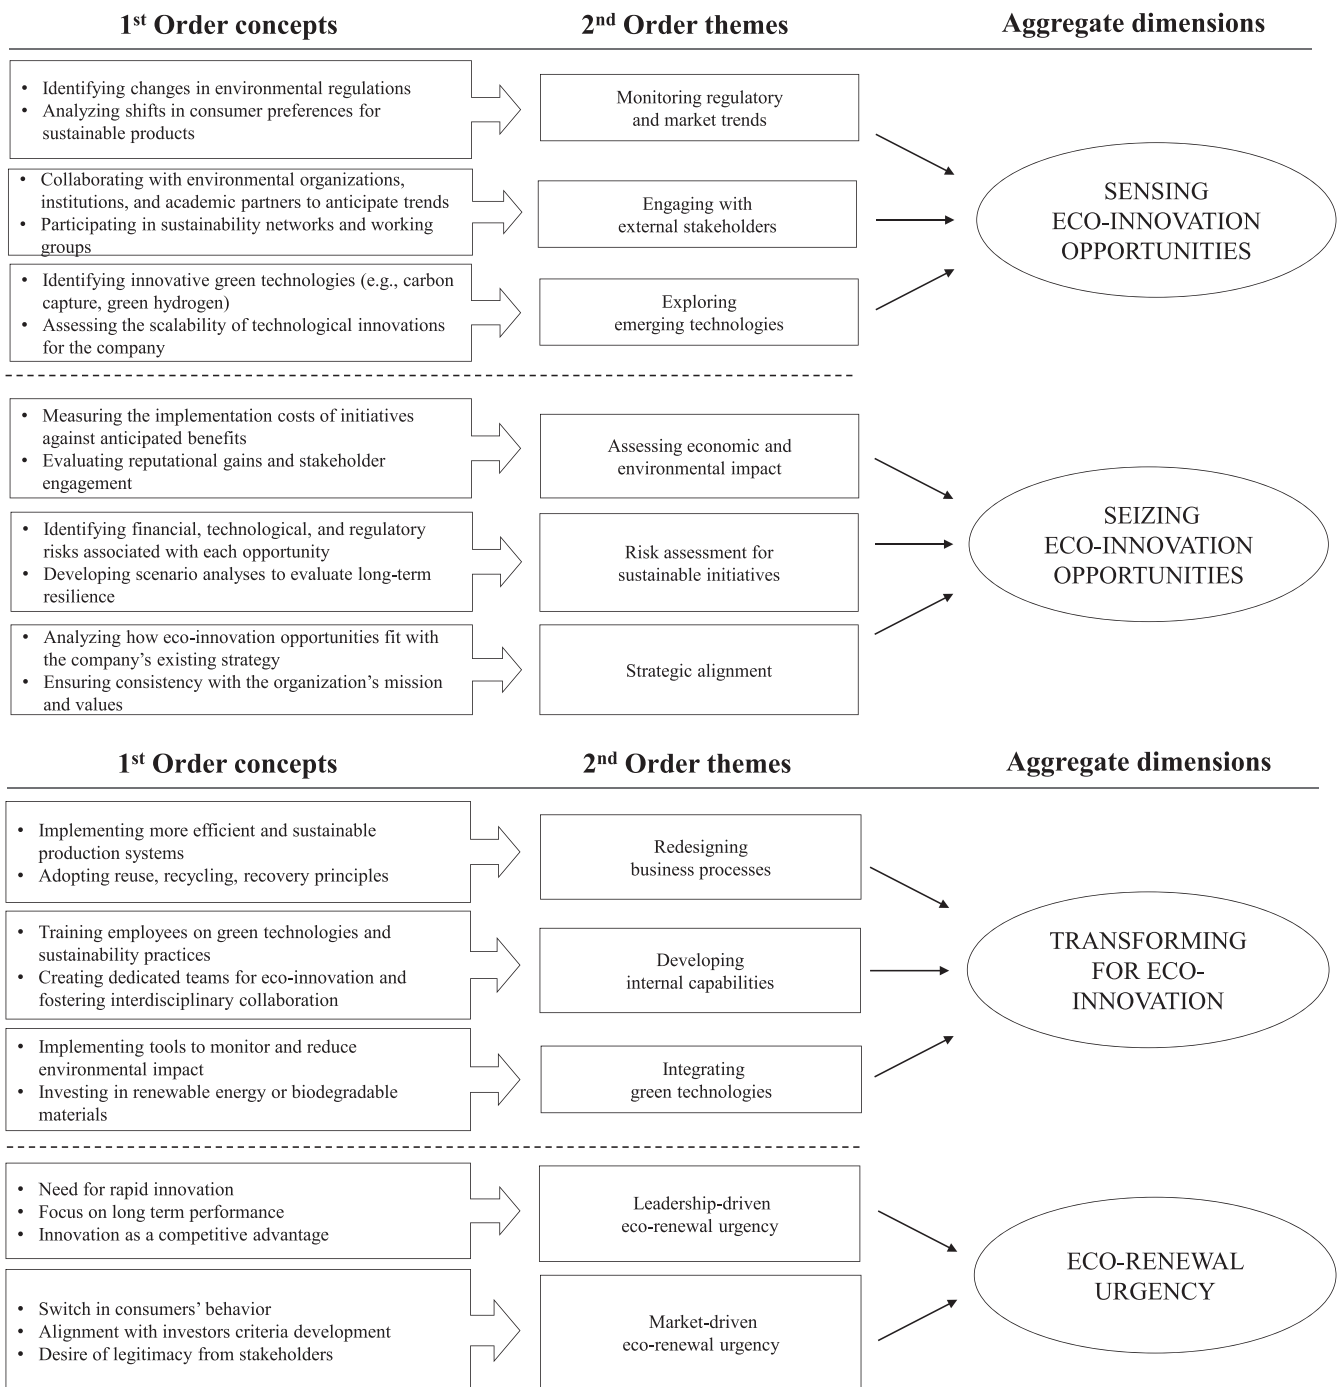 1st Order concepts
2nd Order themes
Aggregate dimensions
• Identifying changes in environmental regulations
• Analyzing shifts in consumer preferences for
sustainable products
Monitoring regulatory
and market trends
• Collaborating with environmental organizations,
institutions, and academic partners to anticipate trends
• Participating in sustainability networks and working
groups
Engaging with
external stakeholders
• Identifying innovative green technologies (e.g., carbon
capture, green hydrogen)
• Assessing the scalability of technological innovations
for the company
Exploring
emerging technologies
SENSING
ECO-INNOVATION
OPPORTUNITIES
• Measuring the implementation costs of initiatives
against anticipated benefits
• Evaluating reputational gains and stakeholder
engagement
Assessing economic and
environmental impact
• Identifying financial, technological, and regulatory
risks associated with each opportunity
• Developing scenario analyses to evaluate long-term
resilience
Risk assessment for
sustainable initiatives
• Analyzing how eco-innovation opportunities fit with
the company's existing strategy
• Ensuring consistency with the organization's mission
and values
Strategic alignment
SEIZING
ECO-INNOVATION
OPPORTUNITIES
1st Order concepts
2nd Order themes
Aggregate dimensions
• Implementing more efficient and sustainable
production systems
• Adopting reuse, recycling, recovery principles
Redesigning
business processes
• Training employees on green technologies and
sustainability practices
• Creating dedicated teams for eco-innovation and
fostering interdisciplinary collaboration
Developing
internal capabilities
• Implementing tools to monitor and reduce
environmental impact
• Investing in renewable energy or biodegradable
materials
Integrating
green technologies
TRANSFORMING
FOR ECO-
INNOVATION
• Need for rapid innovation
• Focus on long term performance
• Innovation as a competitive advantage
Leadership-driven
eco-renewal urgency
• Switch in consumers' behavior
• Alignment with investors criteria development
• Desire of legitimacy from stakeholders
Market-driven
eco-renewal urgency
ECO-RENEWAL
URGENCY